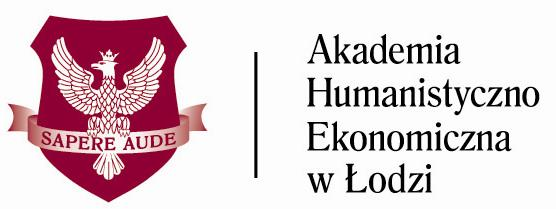 SAPERE AUDE
Akademia
Humanistyczno
Ekonomiczna
w Łodzi